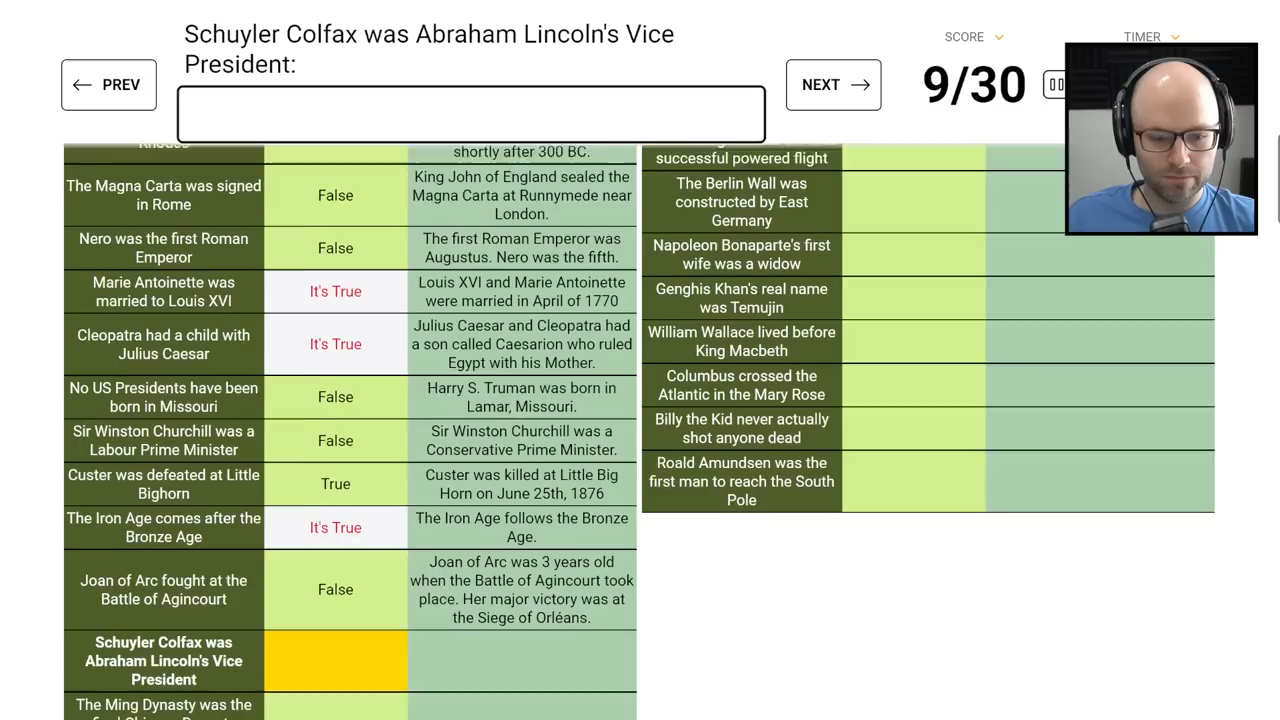 Schuyler Colfax was Abraham Lincoln's Vice
President:
SCORE
TIMER
← PREV
NEXT →
9/30
Rhodes
shortly after 300 BC.
The Magna Carta was signed
in Rome
False
King John of England sealed the
Magna Carta at Runnymede near
London.
Nero was the first Roman
Emperor
False
The first Roman Emperor was
Augustus. Nero was the fifth.
Marie Antoinette was
married to Louis XVI
It's True
Louis XVI and Marie Antoinette
were married in April of 1770
Cleopatra had a child with
Julius Caesar
It's True
Julius Caesar and Cleopatra had
a son called Caesarion who ruled
Egypt with his Mother.
No US Presidents have been
born in Missouri
False
Harry S. Truman was born in
Lamar, Missouri.
Sir Winston Churchill was a
Labour Prime Minister
False
Sir Winston Churchill was a
Conservative Prime Minister.
Custer was defeated at Little
Bighorn
True
Custer was killed at Little Big
Horn on June 25th, 1876
The Iron Age comes after the
Bronze Age
It's True
The Iron Age follows the Bronze
Age.
Joan of Arc fought at the
Battle of Agincourt
False
Joan of Arc was 3 years old
when the Battle of Agincourt took
place. Her major victory was at
the Siege of Orléans.
Schuyler Colfax was
Abraham Lincoln's Vice
President
The Ming Dynasty was the
successful powered flight
The Berlin Wall was
constructed by East
Germany
Napoleon Bonaparte's first
wife was a widow
Genghis Khan's real name
was Temujin
William Wallace lived before
King Macbeth
Columbus crossed the
Atlantic in the Mary Rose
Billy the Kid never actually
shot anyone dead
Roald Amundsen was the
first man to reach the South
Pole